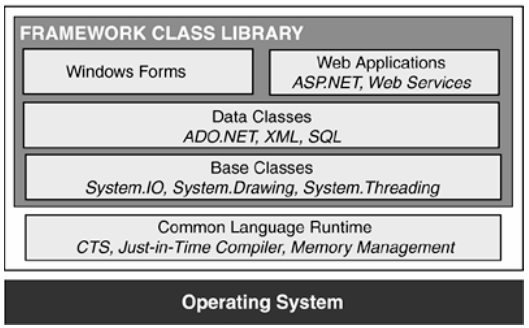 FRAMEWORK CLASS LIBRARY
Windows Forms
Web Applications
ASP.NET, Web Services
Data Classes
ADO.NET, XML, SQL
Base Classes
System.IO, System.Drawing, System.Threading
Common Language Runtime
CTS, Just-in-Time Compiler, Memory Management
Operating System